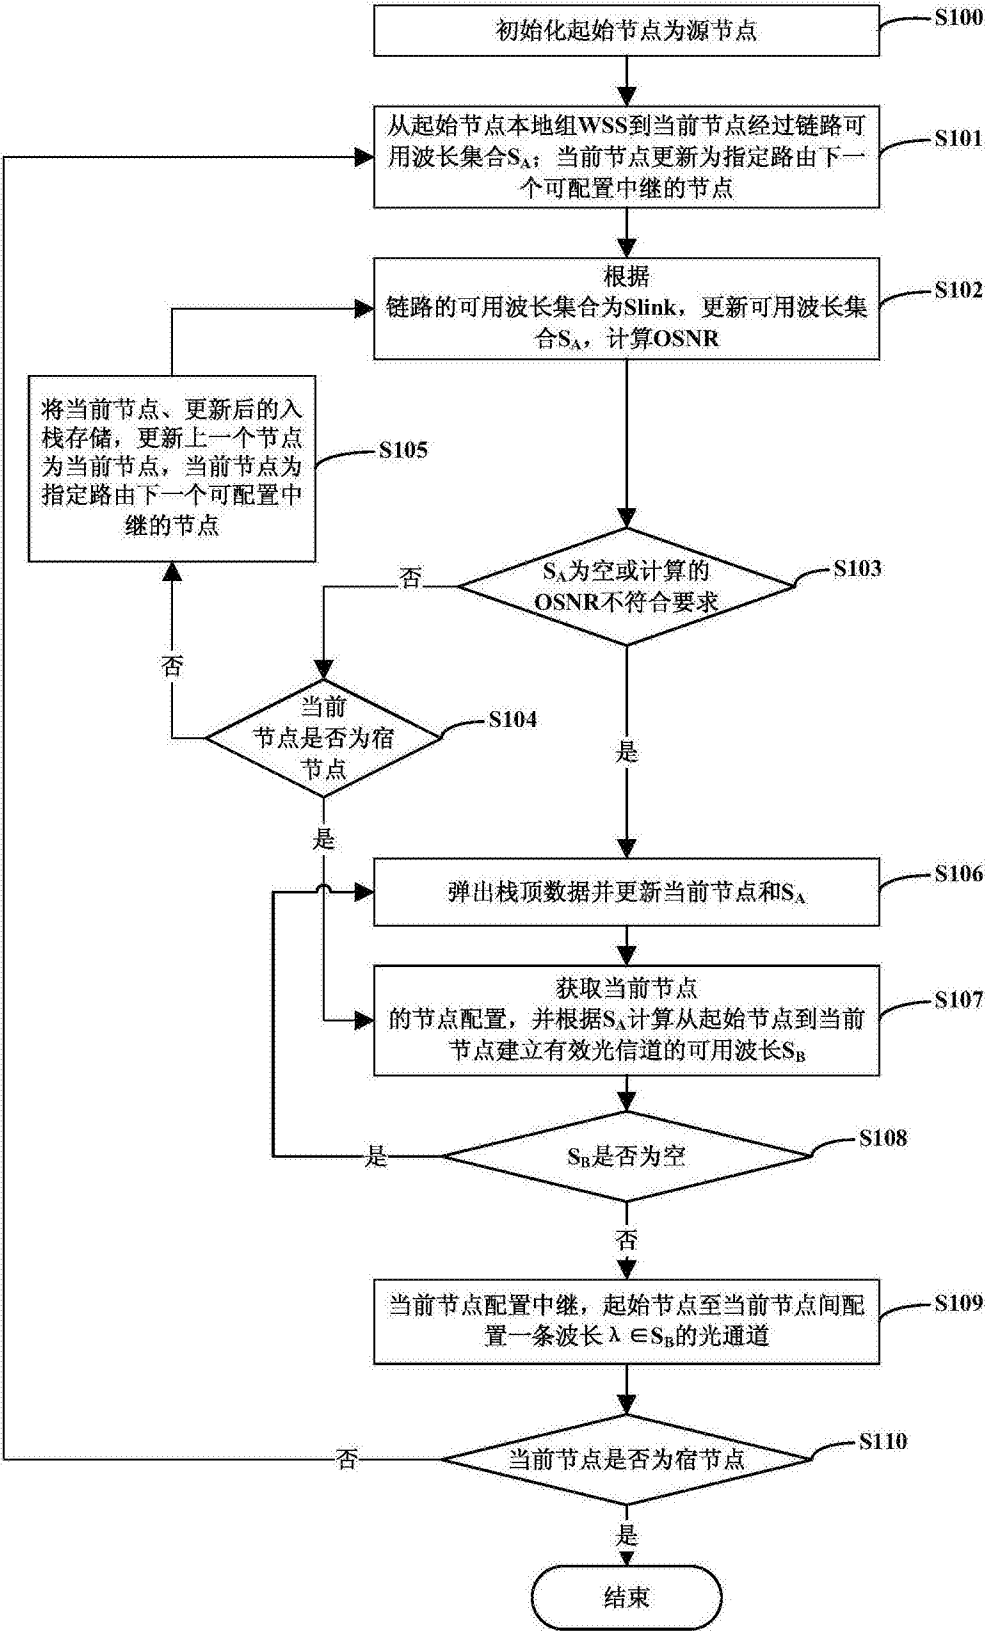 初始化起始节点为源节点
S100
从起始节点本地组WSS到当前节点经过链路可
用波长集合SA；当前节点更新为指定路由下一
个可配置中继的节点
S101
根据
链路的可用波长集合为Slink，更新可用波长集
合SA，计算OSNR
S102
将当前节点、更新后的入
栈存储，更新上一个节点
为当前节点，当前节点为
指定路由下一个可配置中
继的节点
S105
SA为空或计算的
OSNR不符合要求
S103
否
否
当前
节点是否为宿
节点
S104
是
是
弹出栈顶数据并更新当前节点和SA
S106
获取当前节点
的节点配置，并根据SA计算从起始节点到当前
节点建立有效光信道的可用波长SB
S107
SB是否为空
S108
是
否
当前节点配置中继，起始节点至当前节点间配
置一条波长λ∈SB的光通道
S109
当前节点是否为宿节点
S110
否
是
结束